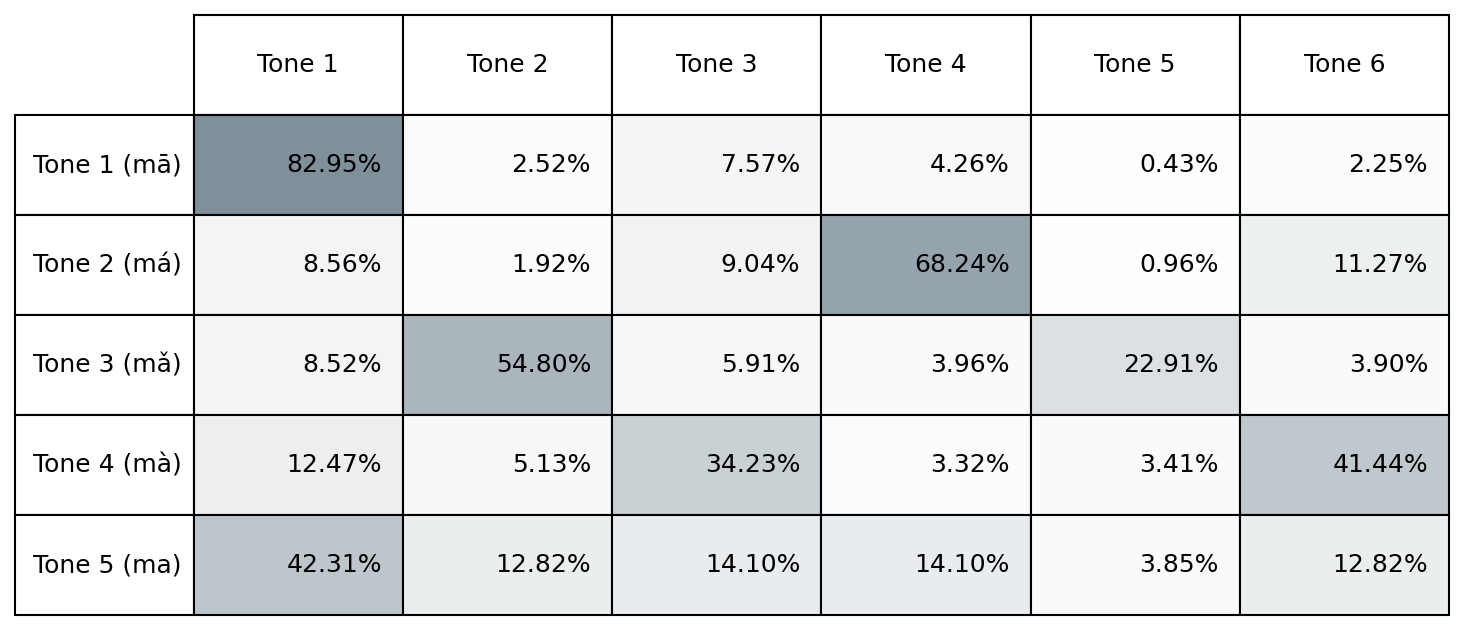 Tone 1 Tone 2 Tone 3 Tone 4 Tone 5 Tone 6
Tone 1 (mā) 82.95% 2.52% 7.57% 4.26% 0.43% 2.25%
Tone 2 (má) 8.56% 1.92% 9.04% 68.24% 0.96% 11.27%
Tone 3 (mǎ) 8.52% 54.80% 5.91% 3.96% 22.91% 3.90%
Tone 4 (mà) 12.47% 5.13% 34.23% 3.32% 3.41% 41.44%
Tone 5 (ma) 42.31% 12.82% 14.10% 14.10% 3.85% 12.82%